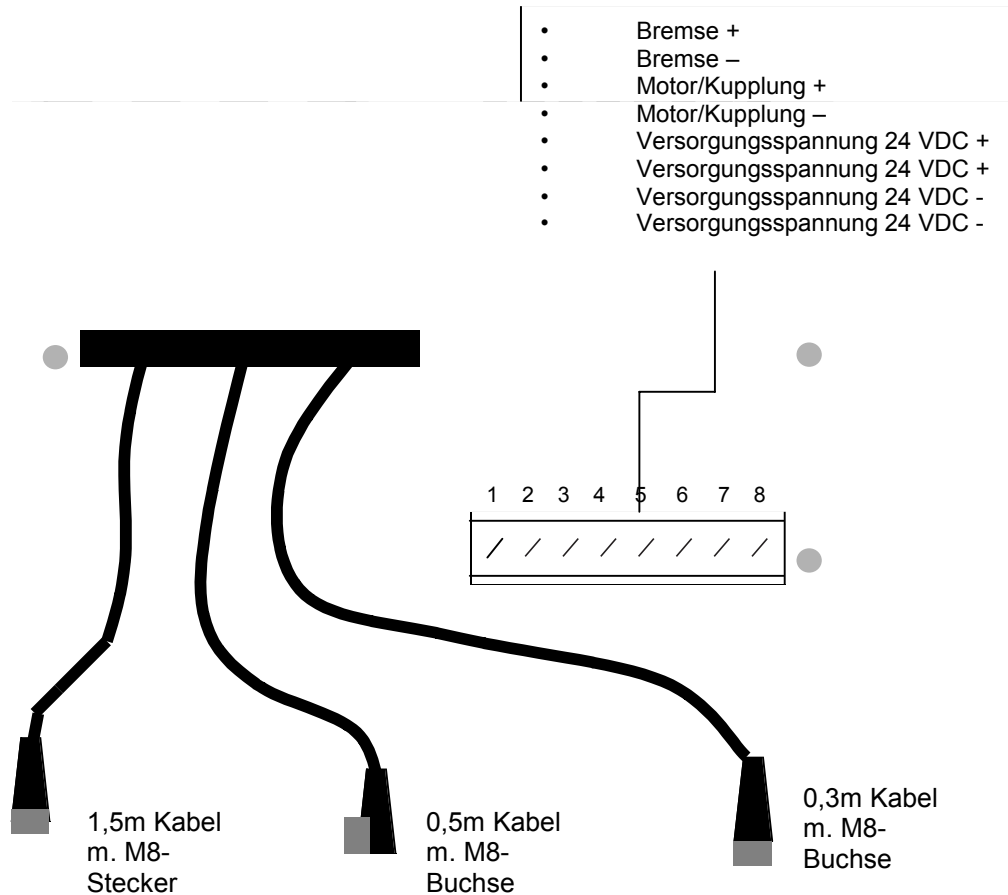 • Bremse +
• Bremse –
• Motor/Kupplung +
• Motor/Kupplung –
• Versorgungsspannung 24 VDC +
• Versorgungsspannung 24 VDC +
• Versorgungsspannung 24 VDC -
• Versorgungsspannung 24 VDC -
1 2 3 4 5 6 7 8
1,5m Kabel
m. M8-
Stecker
0,5m Kabel
m. M8-
Buchse
0,3m Kabel
m. M8-
Buchse